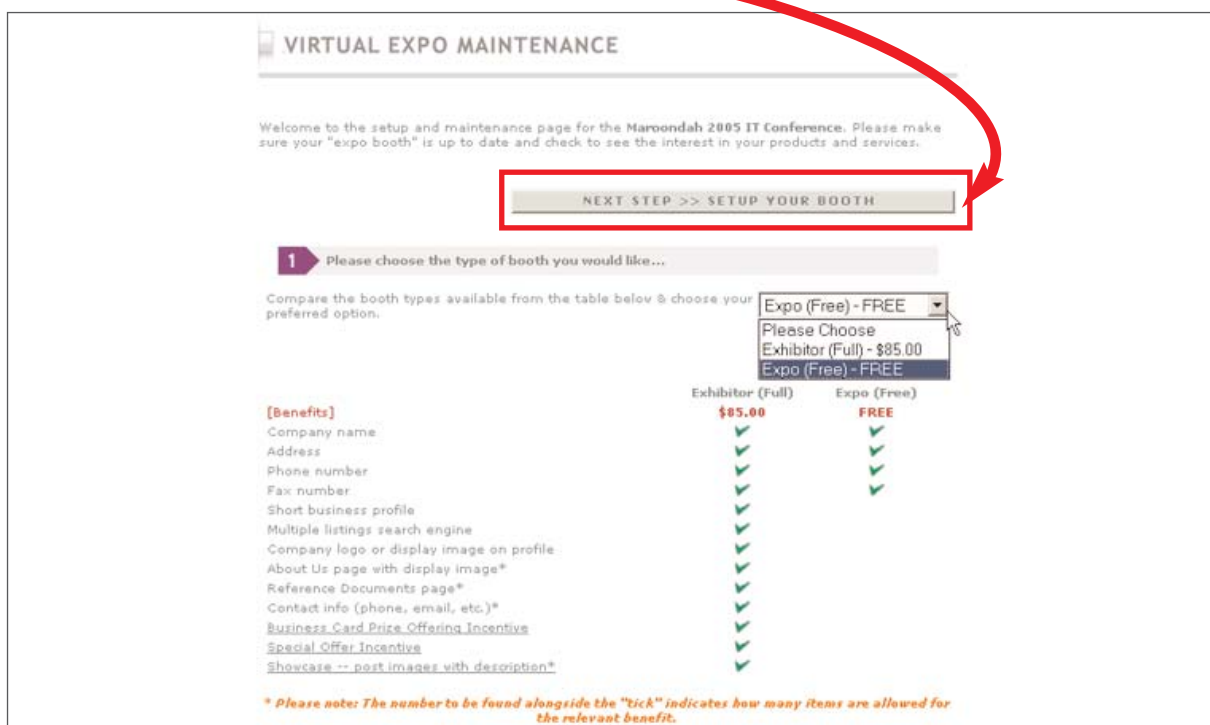 VIRTUAL EXPO MAINTENANCE
Welcome to the setup and maintenance page for the Maroondah 2005 IT Conference. Please make
sure your "expo booth" is up to date and check to see the interest in your products and services.
NEXT STEP >> SETUP YOUR BOOTH
1 Please choose the type of booth you would like...
Compare the booth types available from the table below & choose your
preferred option.
Expo (Free) - FREE
Please Choose
Exhibitor (Full) - $85.00
Expo (Free) - FREE
Exhibitor (Full) Expo (Free)
[Benefits] $85.00 FREE
Company name
Address
Phone number
Fax number
Short business profile
Multiple listings search engine
Company logo or display image on profile
About Us page with display image*
Reference Documents page*
Contact info (phone, email, etc.)*
Business Card Prize Offering Incentive
Special Offer Incentive
Showcase -- post images with description*
* Please note: The number to be found alongside the "tick" indicates how many items are allowed for
the relevant benefit.